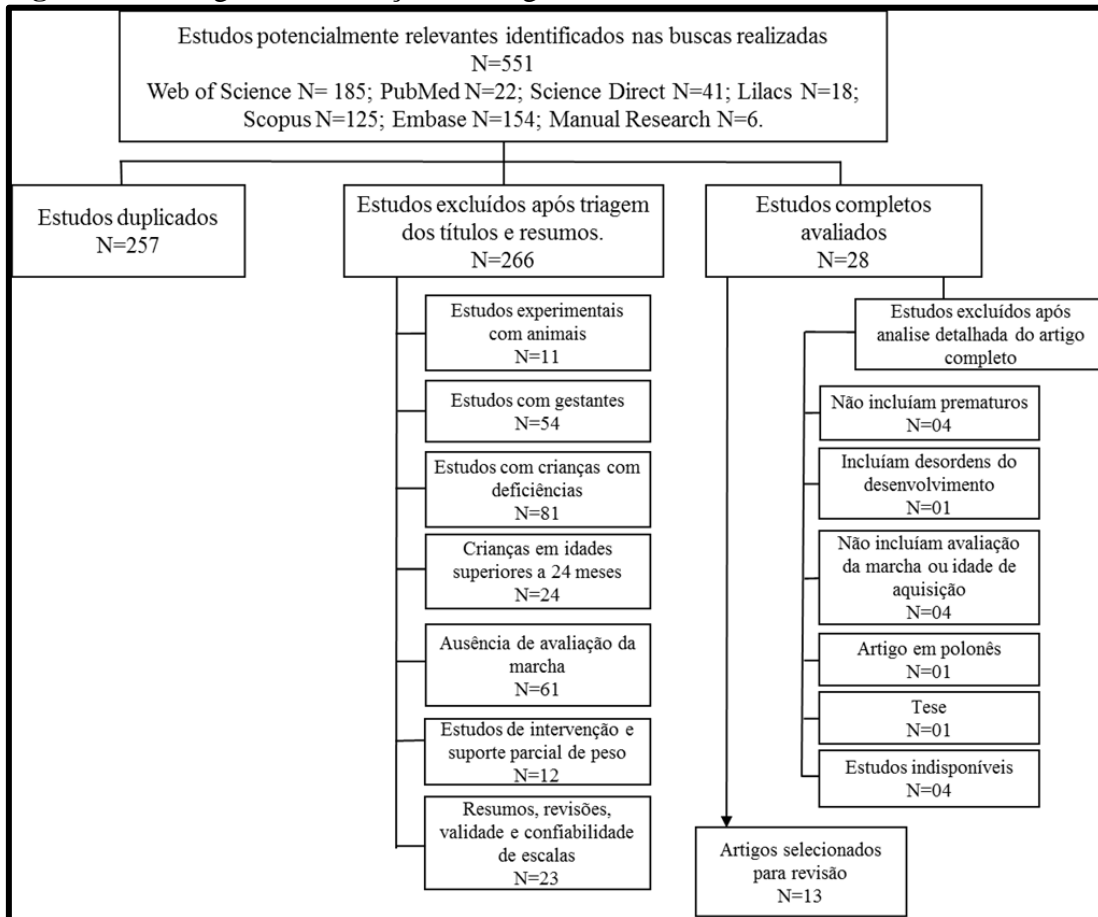 Estudos potencialmente relevantes identificados nas buscas realizadas
N=551
Web of Science N= 185; PubMed N=22; Science Direct N=41; Lilacs N=18;
Scopus N=125; Embase N=154; Manual Research N=6.
Estudos duplicados
N=257
Estudos excluídos após triagem
dos títulos e resumos.
N=266
Estudos completos
avaliados
N=28
Estudos experimentais
com animais
N=11
Estudos com gestantes
N=54
Estudos com crianças com
deficiências
N=81
Crianças em idades
superiores a 24 meses
N=24
Ausência de avaliação da
marcha
N=61
Estudos de intervenção e
suporte parcial de peso
N=12
Resumos, revisões,
validade e confiabilidade
de escalas
N=23
Estudos excluídos após
analise detalhada do artigo
completo
Não incluíam prematuros
N=04
Incluíam desordens do
desenvolvimento
N=01
Não incluíam avaliação
da marcha ou idade de
aquisição
N=04
Artigo em polonês
N=01
Tese
N=01
Estudos indisponíveis
N=04
Artigos selecionados
para revisão
N=13